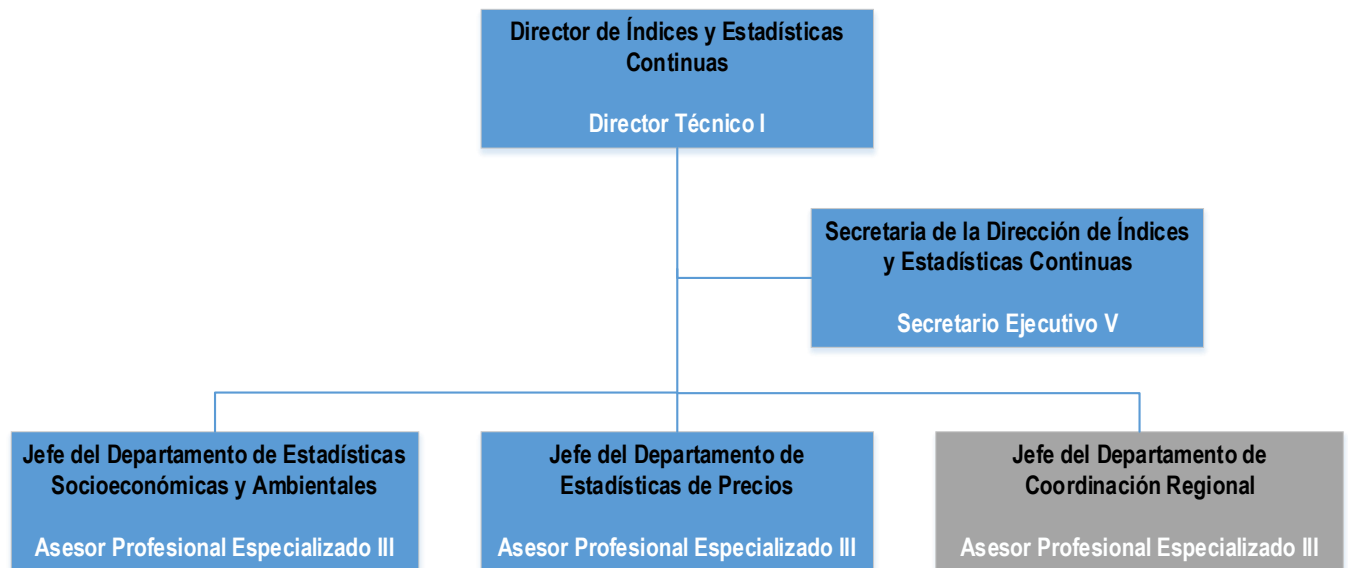 Director de Índices y Estadísticas
Continuas
Director Técnico I
Secretaria de la Dirección de Índices
y Estadísticas Continuas
Secretario Ejecutivo V
Jefe del Departamento de Estadísticas
Socioeconómicas y Ambientales
Asesor Profesional Especializado III
Jefe del Departamento de
Estadísticas de Precios
Asesor Profesional Especializado III
Jefe del Departamento de
Coordinación Regional
Asesor Profesional Especializado III